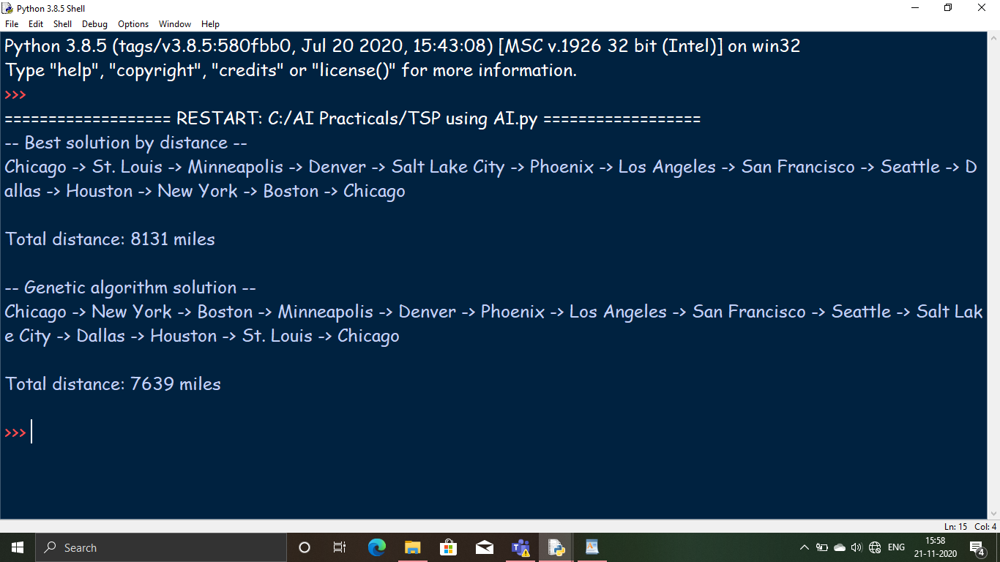 Python 3.8.5 Shell
File Edit Shell Debug Options Window Help
Python 3.8.5 (tags/v3.8.5:580fbb0, Jul 20 2020, 15:43:08) [MSC v.1926 32 bit (Intel)] on win32
Type "help", "copyright", "credits" or "license()" for more information.
>>>
=================== RESTART: C:/AI Practicals/TSP using AI.py ==================
-- Best solution by distance --
Chicago -> St. Louis -> Minneapolis -> Denver -> Salt Lake City -> Phoenix -> Los Angeles -> San Francisco -> Seattle -> D
allas -> Houston -> New York -> Boston -> Chicago
Total distance: 8131 miles
-- Genetic algorithm solution --
Chicago -> New York -> Boston -> Minneapolis -> Denver -> Phoenix -> Los Angeles -> San Francisco -> Seattle -> Salt Lak
e City -> Dallas -> Houston -> St. Louis -> Chicago
Total distance: 7639 miles
>>>
Ln: 15 Col: 4
Search
ENG
15:58
21-11-2020
4